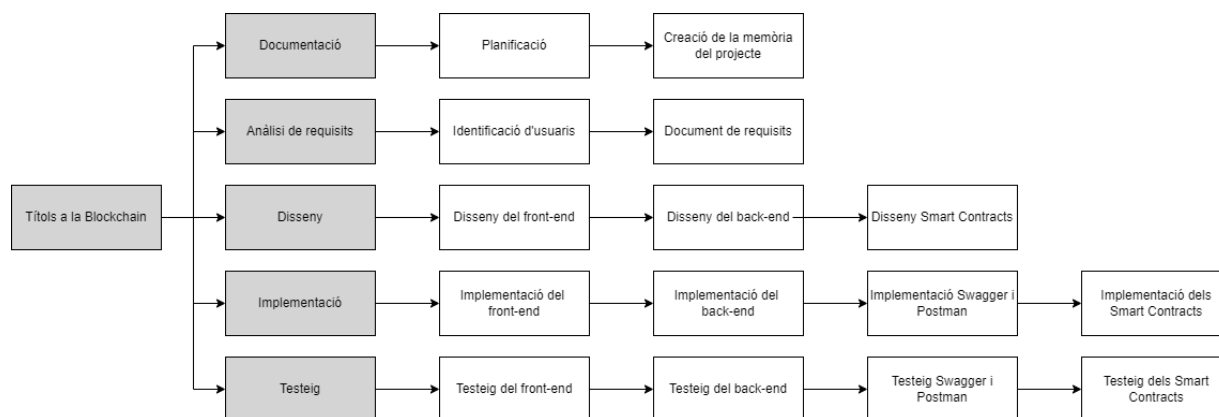 Documentació
Planificació
Creació de la memòria
del projecte
Anàlisi de requisits
Identificació d'usuaris
Document de requisits
Títols a la Blockchain
Disseny
Disseny del front-end
Disseny del back-end
Disseny Smart Contracts
Implementació
Implementació del
front-end
Implementació del
back-end
Implementació Swagger i
Postman
Implementació dels
Smart Contracts
Testeig
Testeig del front-end
Testeig del back-end
Testeig Swagger i
Postman
Testeig dels Smart
Contracts